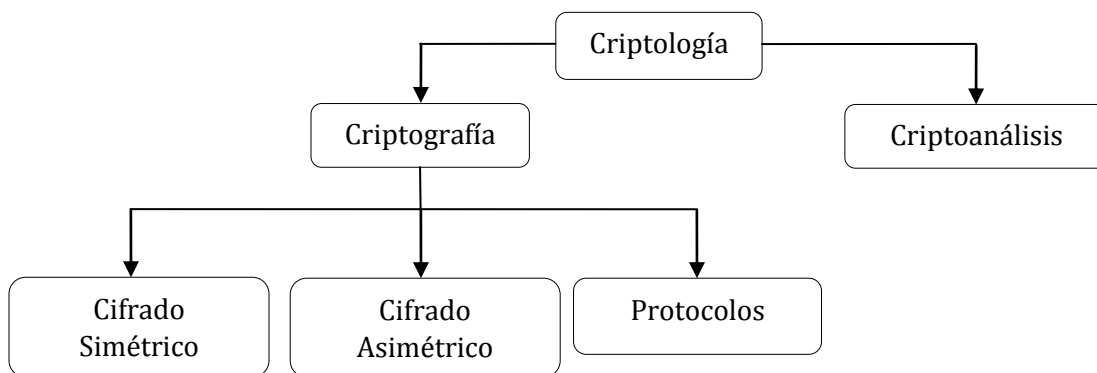 Criptología
Criptografía
Criptoanálisis
Cifrado
Simétrico
Cifrado
Asimétrico
Protocolos